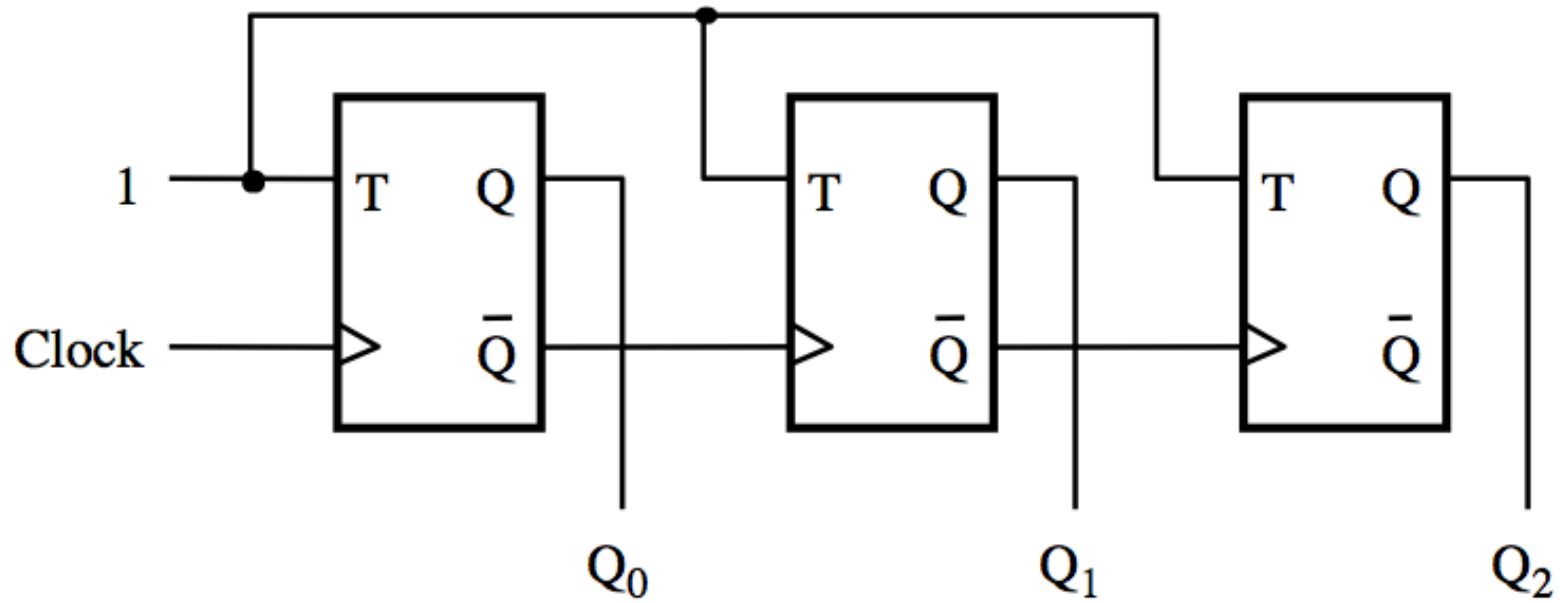 1 T Q T Q T Q
Clock Q̅ Q̅ Q̅
Q₀ Q₁ Q₂